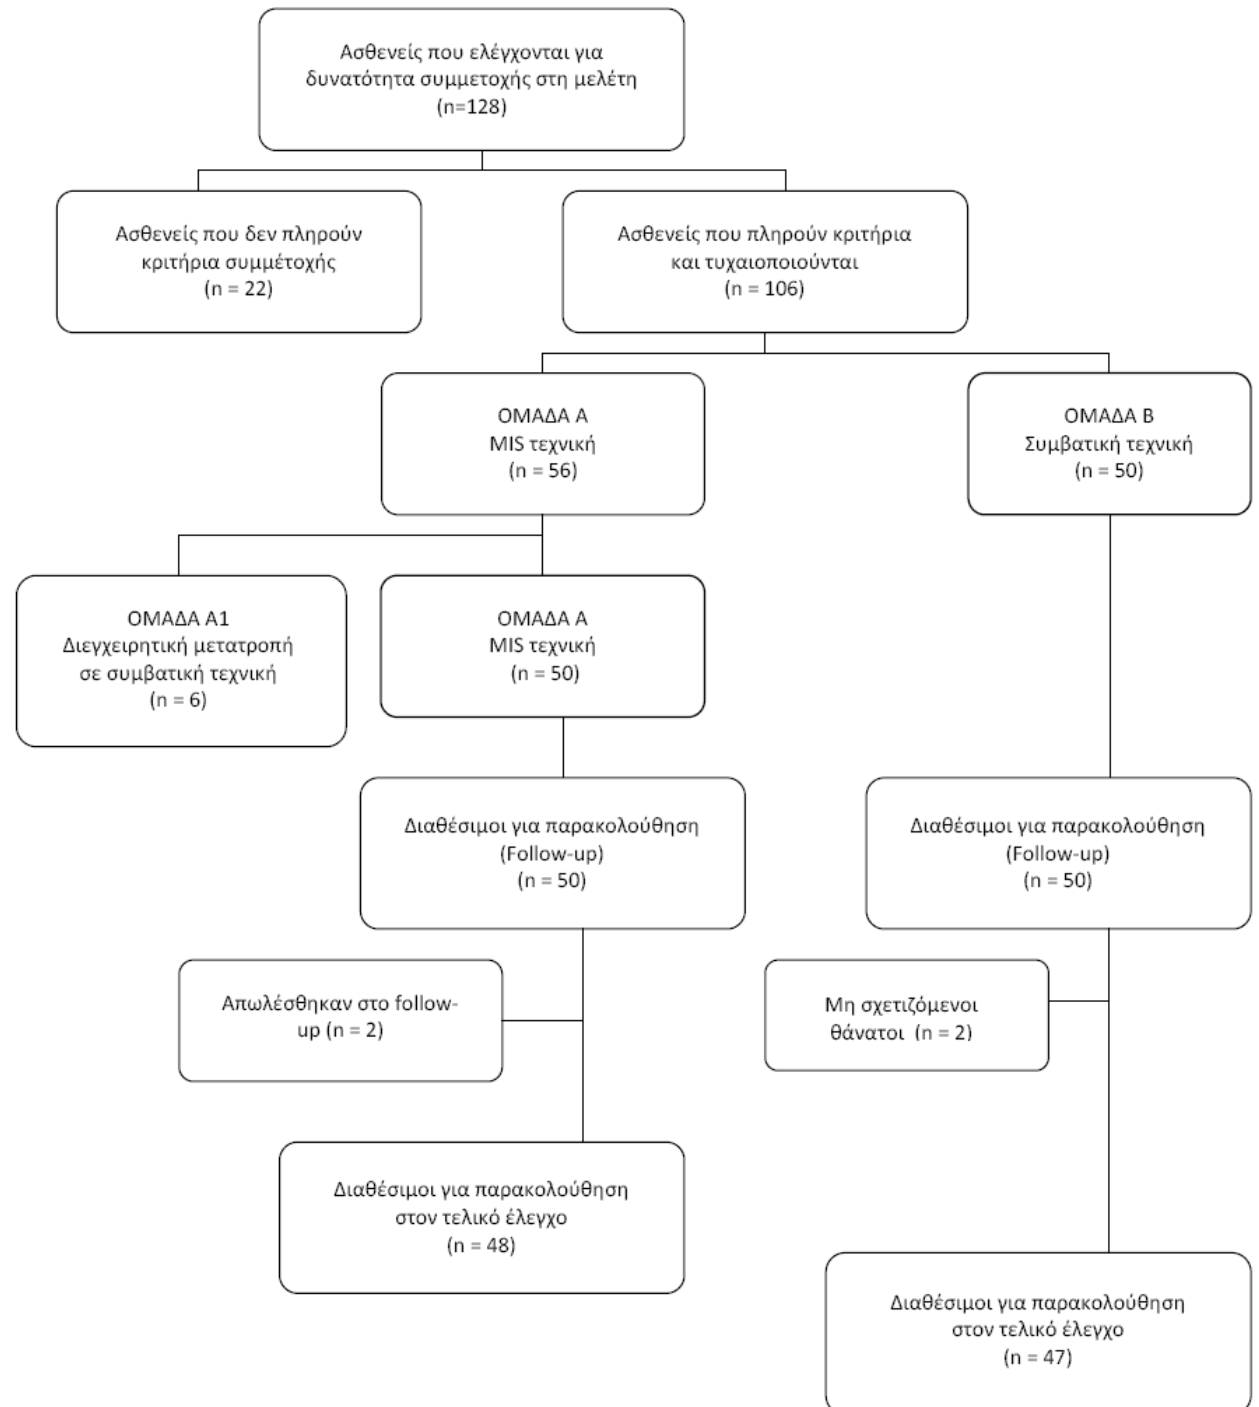 Ασθενείς που ελέγχονται για
δυνατότητα συμμετοχής στη μελέτη
(n=128)
Ασθενείς που δεν πληρούν
κριτήρια συμμέτοχής
(n = 22)
Ασθενείς που πληρούν κριτήρια
και τυχαιοποιούνται
(n = 106)
ΟΜΑΔΑ Α
MIS τεχνική
(n = 56)
ΟΜΑΔΑ Β
Συμβατική τεχνική
(n = 50)
ΟΜΑΔΑ Α1
Διεγχειρητική μετατροπή
σε συμβατική τεχνική
(n = 6)
ΟΜΑΔΑ Α
MIS τεχνική
(n = 50)
Διαθέσιμοι για παρακολούθηση
(Follow-up)
(n = 50)
Διαθέσιμοι για παρακολούθηση
(Follow-up)
(n = 50)
Απωλέσθηκαν στο follow-
up (n = 2)
Μη σχετιζόμενοι
θάνατοι (n = 2)
Διαθέσιμοι για παρακολούθηση
στον τελικό έλεγχο
(n = 48)
Διαθέσιμοι για παρακολούθηση
στον τελικό έλεγχο
(n = 47)